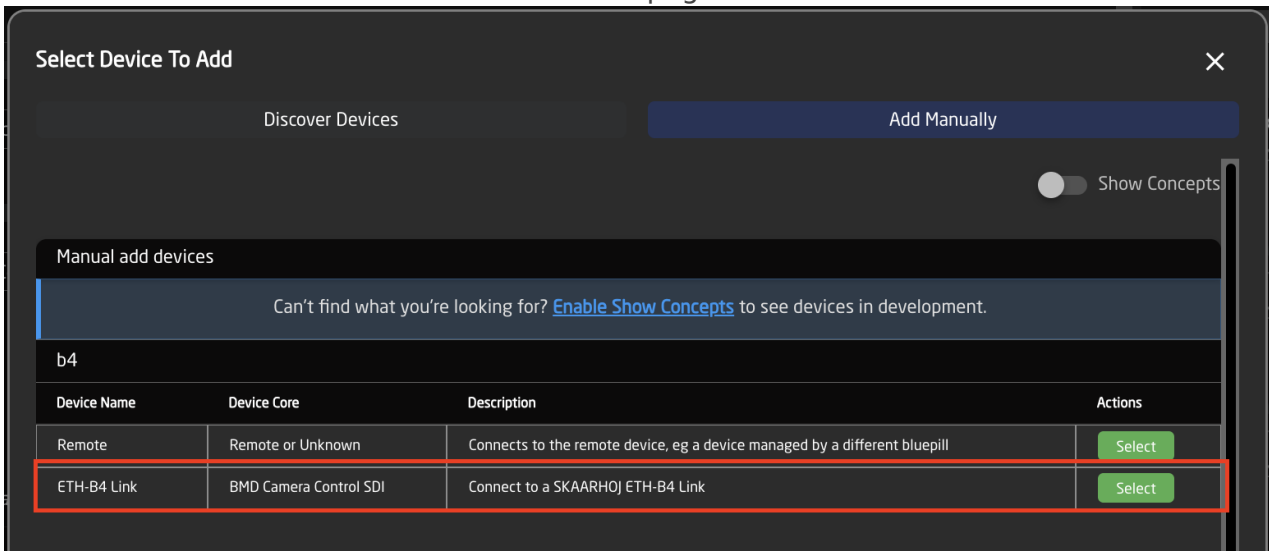 Select Device To Add
Discover Devices
Add Manually
Show Concepts
Manual add devices
Can't find what you're looking for? Enable Show Concepts to see devices in development.
b4
Device Name Device Core Description Actions
Remote Remote or Unknown Connects to the remote device, eg a device managed by a different bluepill Select
ETH-B4 Link BMD Camera Control SDI Connect to a SKAARHOJ ETH-B4 Link Select